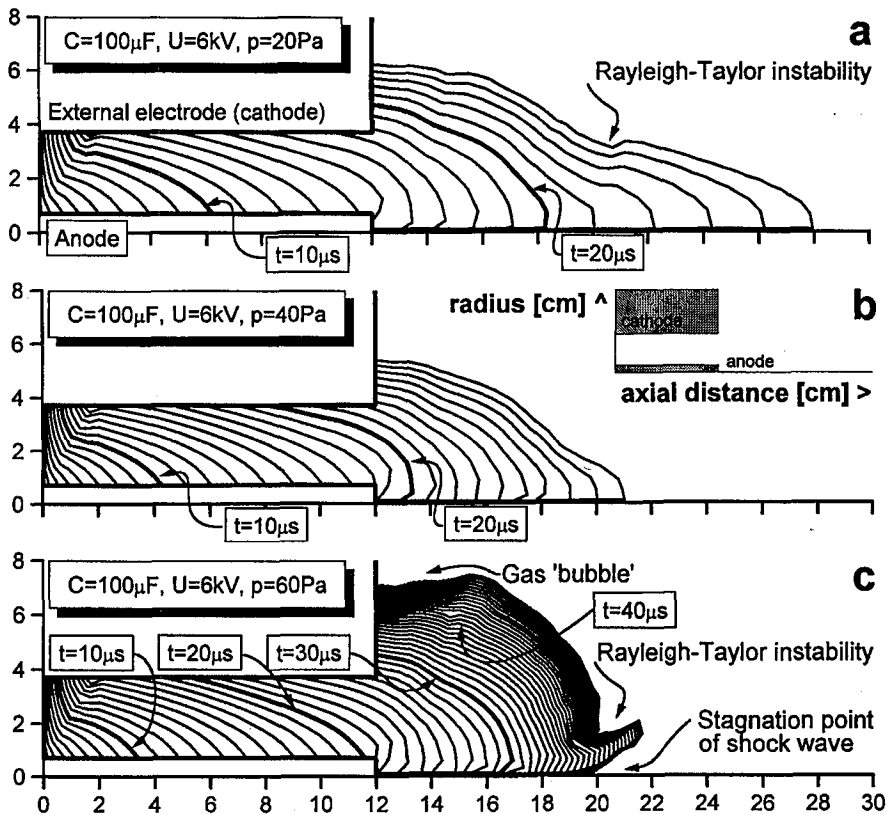 8
6
4
2
0
C=100µF, U=6kV, p=20Pa
a
Rayleigh-Taylor instability
External electrode (cathode)
Anode
t=10µs
t=20µs
8
6
4
2
0
C=100µF, U=6kV, p=40Pa
b
radius [cm] ^
cathode
anode
axial distance [cm] >
t=10µs
t=20µs
8
6
4
2
0
C=100µF, U=6kV, p=60Pa
c
Gas 'bubble'
t=40µs
t=10µs
t=20µs
t=30µs
Rayleigh-Taylor instability
Stagnation point
of shock wave
0 2 4 6 8 10 12 14 16 18 20 22 24 26 28 30